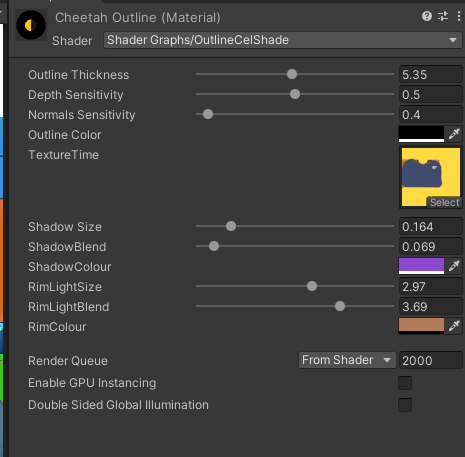 Cheetah Outline (Material)
Shader Shader Graphs/OutlineCelShade
Outline Thickness 5.35
Depth Sensitivity 0.5
Normals Sensitivity 0.4
Outline Color
TextureTime
Select
Shadow Size 0.164
ShadowBlend 0.069
ShadowColour
RimLightSize 2.97
RimLightBlend 3.69
RimColour
Render Queue From Shader 2000
Enable GPU Instancing
Double Sided Global Illumination